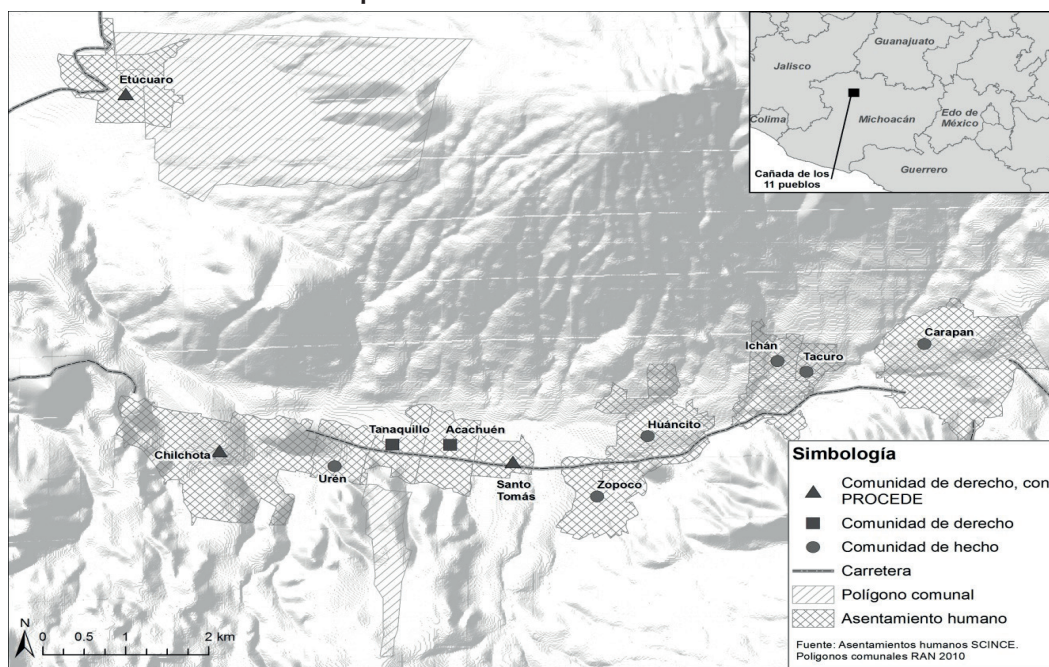 Etúcuaro
Jalisco
Guanajuato
Colima
Michoacán
Edo de
México
Guerrero
Cañada de los
11 pueblos
Carapan
Ichán
Tacuro
Huáncito
Tanaquillo
Acachuén
Chilchota
Urén
Santo
Tomás
Zopoco
Simbología
Comunidad de derecho, con
PROCEDE
Comunidad de derecho
Comunidad de hecho
Carretera
Polígono comunal
Asentamiento humano
Fuente: Asentamientos humanos SCINCE.
Poligonos comunales RAN 2010
N
0 0.5 1 2 km